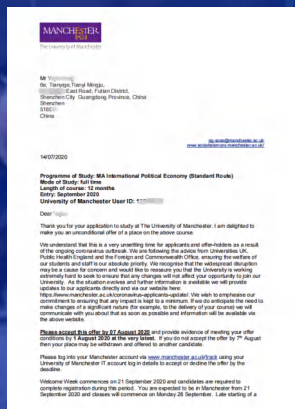 MANCHESTER
1824
The University of Manchester
Mr
6e, Tianyige, Tianyi Mingju,
East Road, Futian District,
Shenzhen City Guangdong Province, China
Shenzhen
China
14/07/2020
Programme of Study: MA International Political Economy (Standard Route)
Mode of Study: full time
Length of course: 12 months
Entry: September 2020
University of Manchester User ID:
Dear
Thank you for your application to study at The University of Manchester. I am delighted to
make you an unconditional offer of a place on the above course.
We understand that this is a very unsettling time for applicants and offer-holders as a result
of the ongoing coronavirus outbreak. We are following the advice from Universities UK,
Public Health England and the Foreign and Commonwealth Office, ensuring the welfare of
our students and staff is our absolute priority. We recognise that the widespread disruption
may be a cause for concern and would like to reassure you that the University is working
extremely hard to seek to ensure that any changes will not affect your opportunity to join our
University. As the situation evolves and further information is available we will provide
updates to our applicants directly and via our website here:
https://www.manchester.ac.uk/coronavirus-applicants-update/. We wish to emphasise our
commitment to ensuring that any impact is kept to a minimum. If we do anticipate the need to
make changes of a significant nature (for example, to the delivery of your course) we will
communicate with you about that as soon as possible and information will be available via
the above website.
Please accept this offer by 07 August 2020 and provide evidence of meeting your offer
conditions by 1 August 2020 at the very latest. If you do not accept the offer by 7th August
then your place may be withdrawn and offered to another candidate.
Please log into your Manchester account via www.manchester.ac.uk/track using your
University of Manchester IT account log in details to accept or decline the offer by the
deadline.
Welcome Week commences on 21 September 2020 and candidates are required to
complete registration during this period. You are expected to be in Manchester from 21
September 2020 and classes will commence on Monday 28 September. Late starting of a